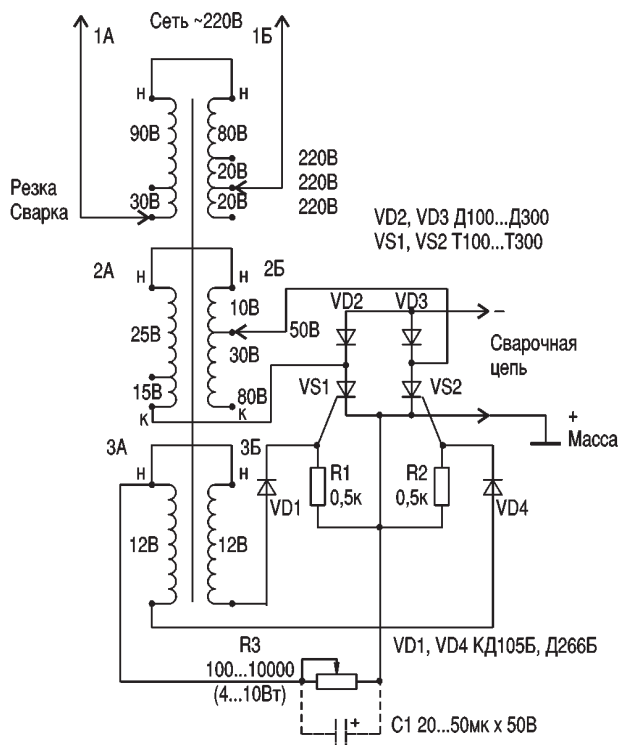 Сеть ~220В
1А
1Б
Н
Н
90В
80В
20В
220В
220В
220В
Резка
Сварка
30В
20В
VD2, VD3 Д100...Д300
VS1, VS2 Т100...Т300
2А
2Б
Н
Н
VD2
VD3
10В
50В
–
25В
30В
Сварочная
цепь
15В
80В
VS1
VS2
К
К
+
Масса
3А
3Б
Н
Н
R1
0,5к
R2
0,5к
VD1
VD4
12В
12В
R3
100...10000
(4...10Вт)
VD1, VD4 КД105Б, Д266Б
+
С1 20...50мк х 50В